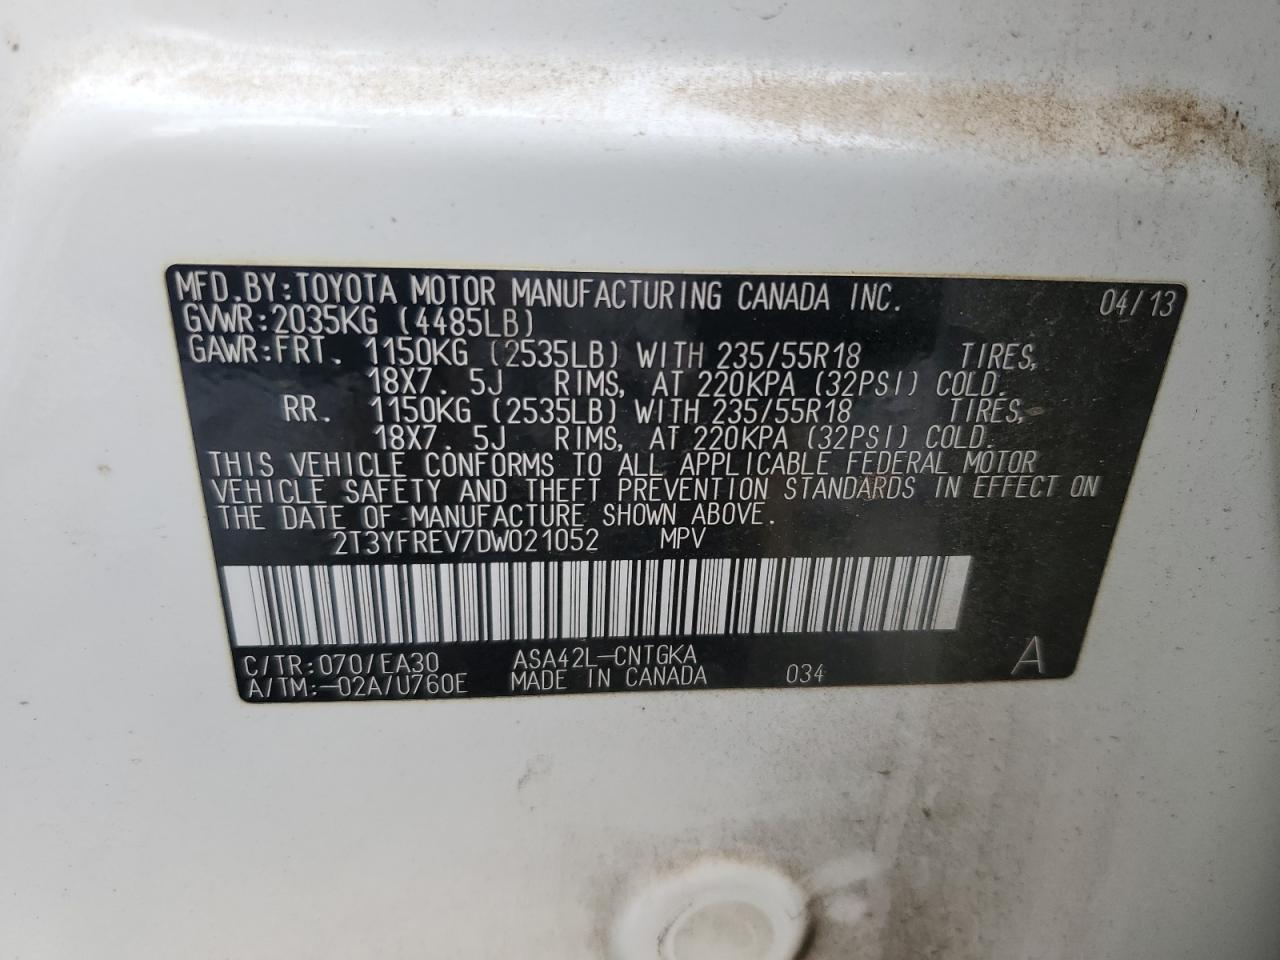 MFD.BY:TOYOTA MOTOR MANUFACTURING CANADA INC. 04/13
GVWR:2035KG (4485LB)
GAWR:FRT. 1150KG (2535LB) WITH 235/55R18 TIRES,
18X7.5J RIMS, AT 220KPA (32PSI) COLD.
RR. 1150KG (2535LB) WITH 235/55R18 TIRES,
18X7.5J RIMS, AT 220KPA (32PSI) COLD.
THIS VEHICLE CONFORMS TO ALL APPLICABLE FEDERAL MOTOR
VEHICLE SAFETY AND THEFT PREVENTION STANDARDS IN EFFECT ON
THE DATE OF MANUFACTURE SHOWN ABOVE.
2T3YFREV7DW021052 MPV
C/TR:070/EA30 ASA42L-CNTGKA A
A/TM:-02A/U760E MADE IN CANADA 034